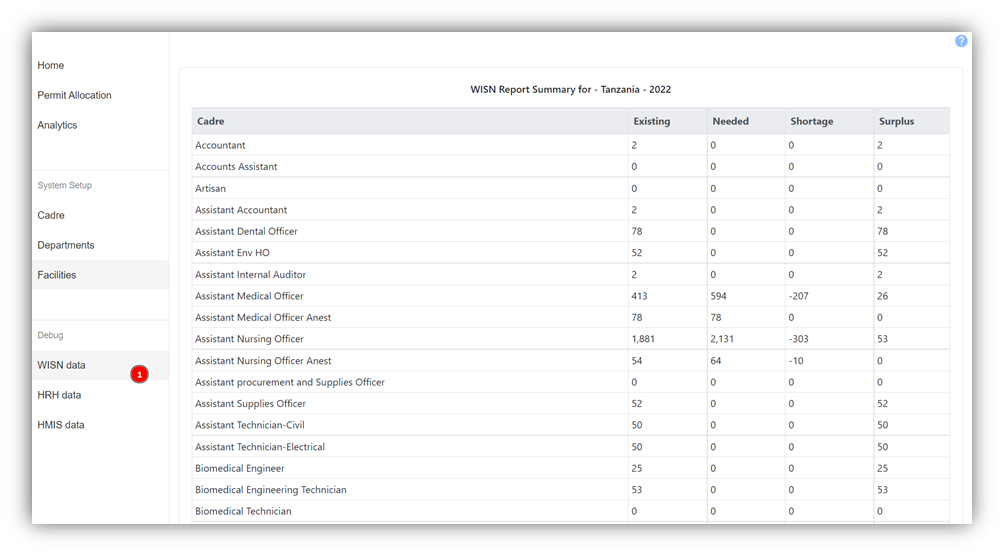 ?
Home
Permit Allocation
Analytics
System Setup
Cadre
Departments
Facilities
Debug
WISN data
1
HRH data
HMIS data
WISN Report Summary for - Tanzania - 2022
Cadre Existing Needed Shortage Surplus
Accountant 2 0 0 2
Accounts Assistant 0 0 0 0
Artisan 0 0 0 0
Assistant Accountant 2 0 0 2
Assistant Dental Officer 78 0 0 78
Assistant Env HO 52 0 0 52
Assistant Internal Auditor 2 0 0 2
Assistant Medical Officer 413 594 -207 26
Assistant Medical Officer Anest 78 78 0 0
Assistant Nursing Officer 1,881 2,131 -303 53
Assistant Nursing Officer Anest 54 64 -10 0
Assistant procurement and Supplies Officer 0 0 0 0
Assistant Supplies Officer 52 0 0 52
Assistant Technician-Civil 50 0 0 50
Assistant Technician-Electrical 50 0 0 50
Biomedical Engineer 25 0 0 25
Biomedical Engineering Technician 53 0 0 53
Biomedical Technician 0 0 0 0